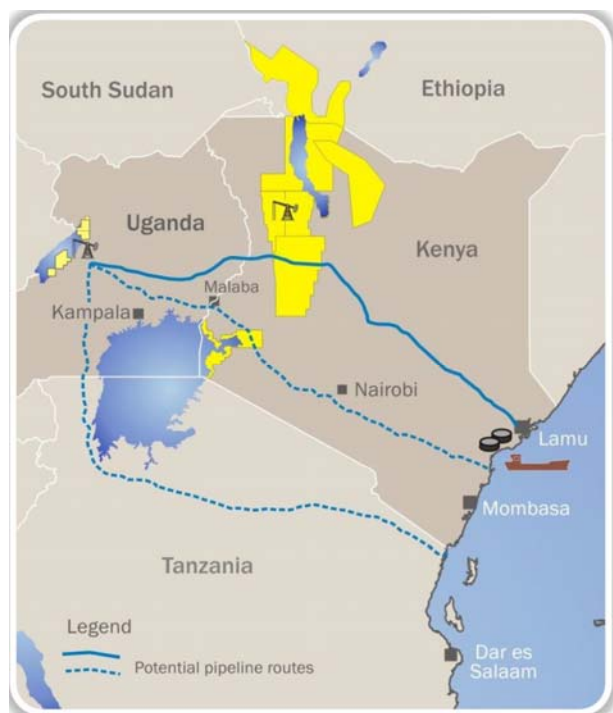 South Sudan
Ethiopia
Uganda
Kenya
Malaba
Kampala
Nairobi
Lamu
Mombasa
Tanzania
Legend
Potential pipeline routes
Dar es
Salaam